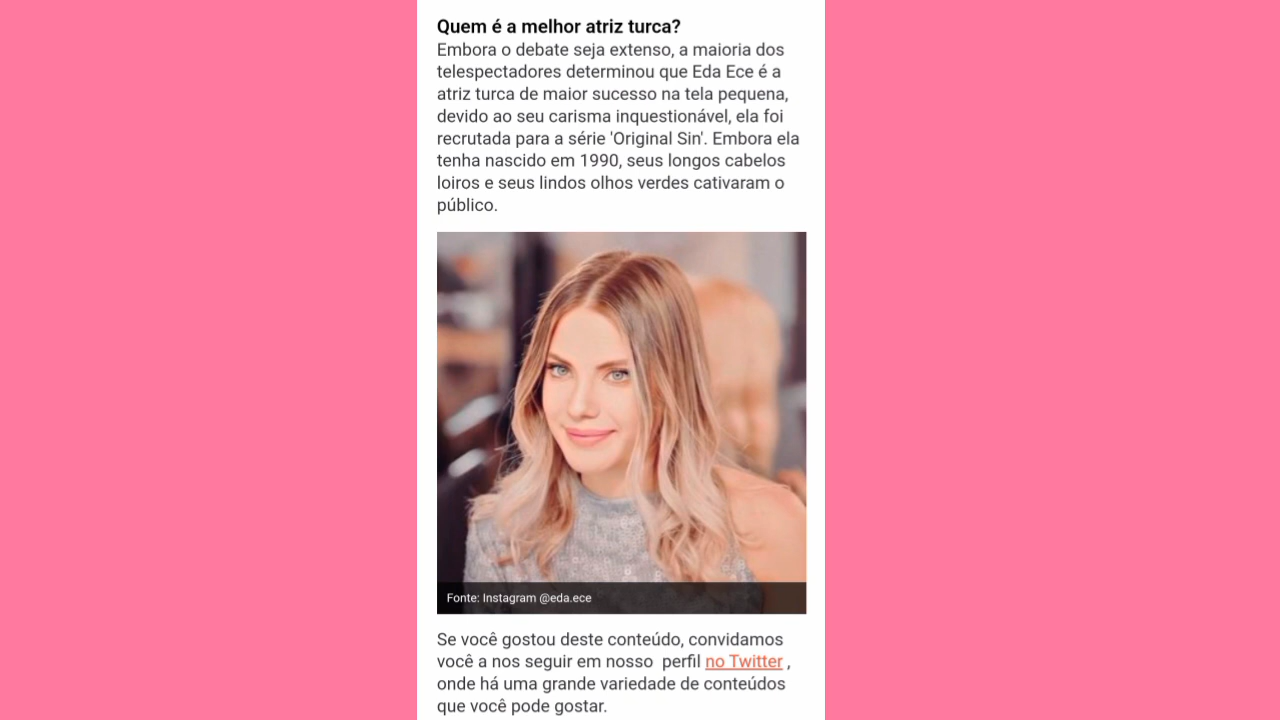 Quem é a melhor atriz turca?
Embora o debate seja extenso, a maioria dos
telespectadores determinou que Eda Ece é a
atriz turca de maior sucesso na tela pequena,
devido ao seu carisma inquestionável, ela foi
recrutada para a série 'Original Sin'. Embora ela
tenha nascido em 1990, seus longos cabelos
loiros e seus lindos olhos verdes cativaram o
público.
Fonte: Instagram @eda.ece
Se você gostou deste conteúdo, convidamos
você a nos seguir em nosso  perfil no Twitter ,
onde há uma grande variedade de conteúdos
que você pode gostar.